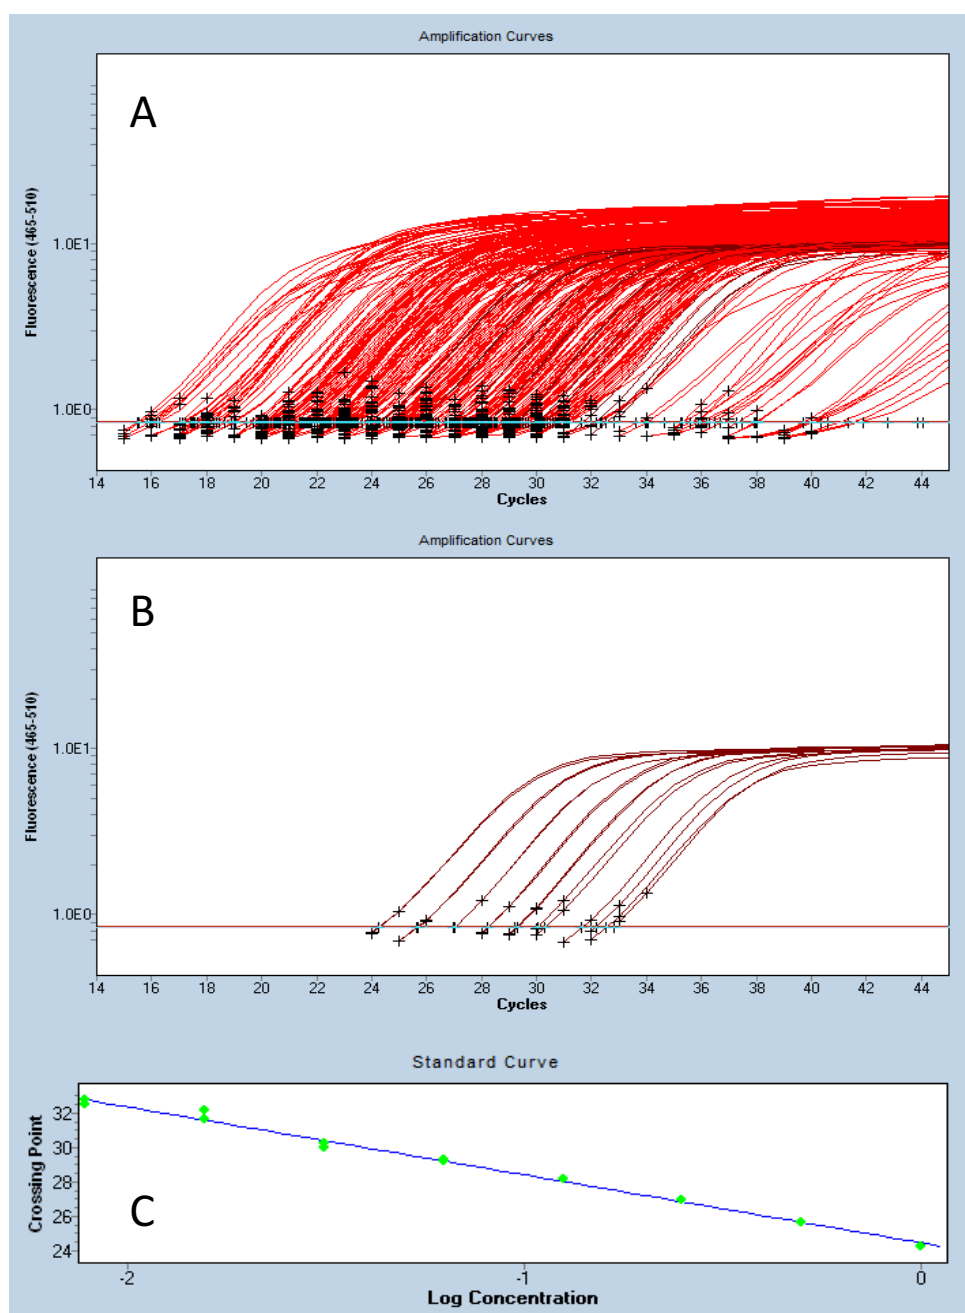 Amplification Curves
A
Fluorescence (465-510)
1.0E1
1.0E0
14 16 18 20 22 24 26 28 30 32 34 36 38 40 42 44
Cycles
Amplification Curves
B
Fluorescence (465-510)
1.0E1
1.0E0
14 16 18 20 22 24 26 28 30 32 34 36 38 40 42 44
Cycles
Standard Curve
Crossing Point
32
30
28
26
24
C
-2 -1 0
Log Concentration